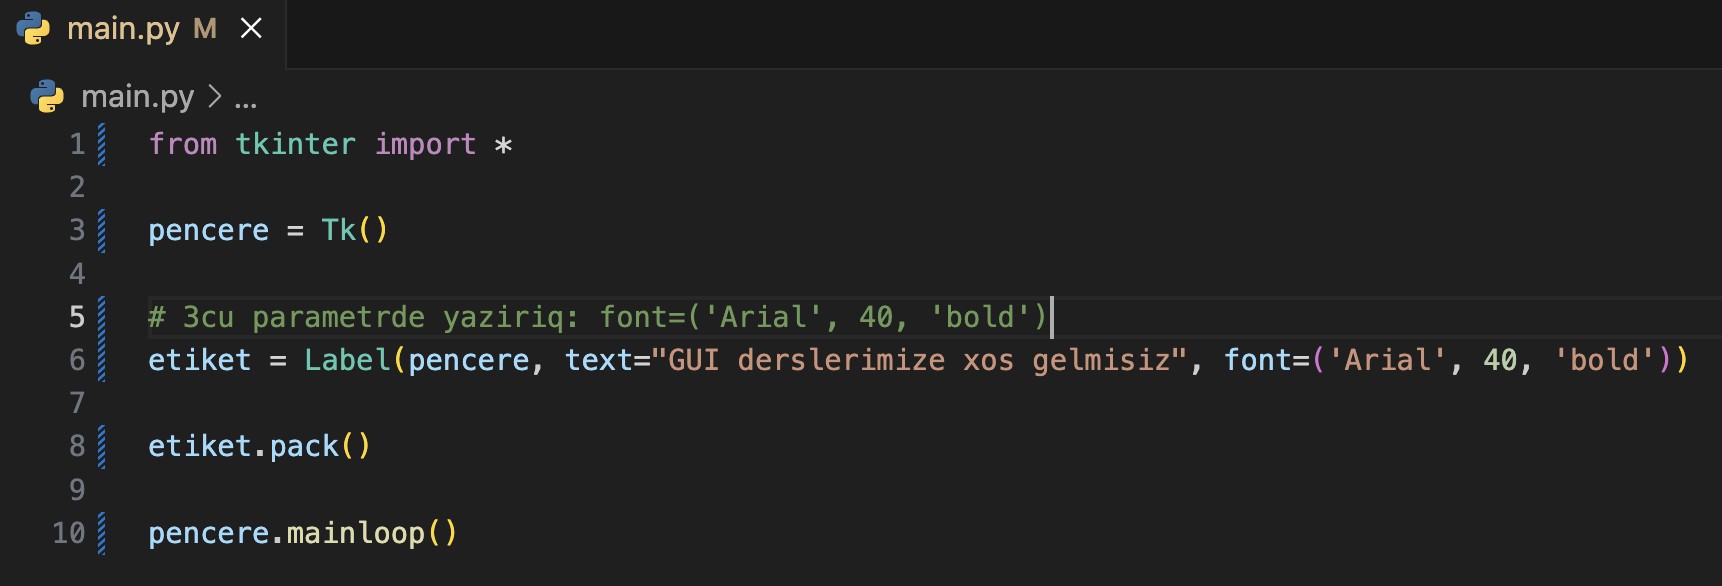 main.py M
main.py > ...
1 from tkinter import *
2
3 pencere = Tk()
4
5 # 3cu parametrde yaziriq: font=('Arial', 40, 'bold')
6 etiket = Label(pencere, text="GUI derslerimize xos gelmisiz", font=('Arial', 40, 'bold'))
7
8 etiket.pack()
9
10 pencere.mainloop()